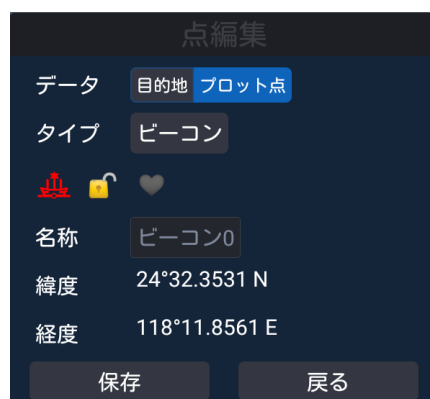 点編集
データ 目的地 プロット点
タイプ ビーコン
名称 ビーコン0
緯度 24°32.3531 N
経度 118°11.8561 E
保存 戻る